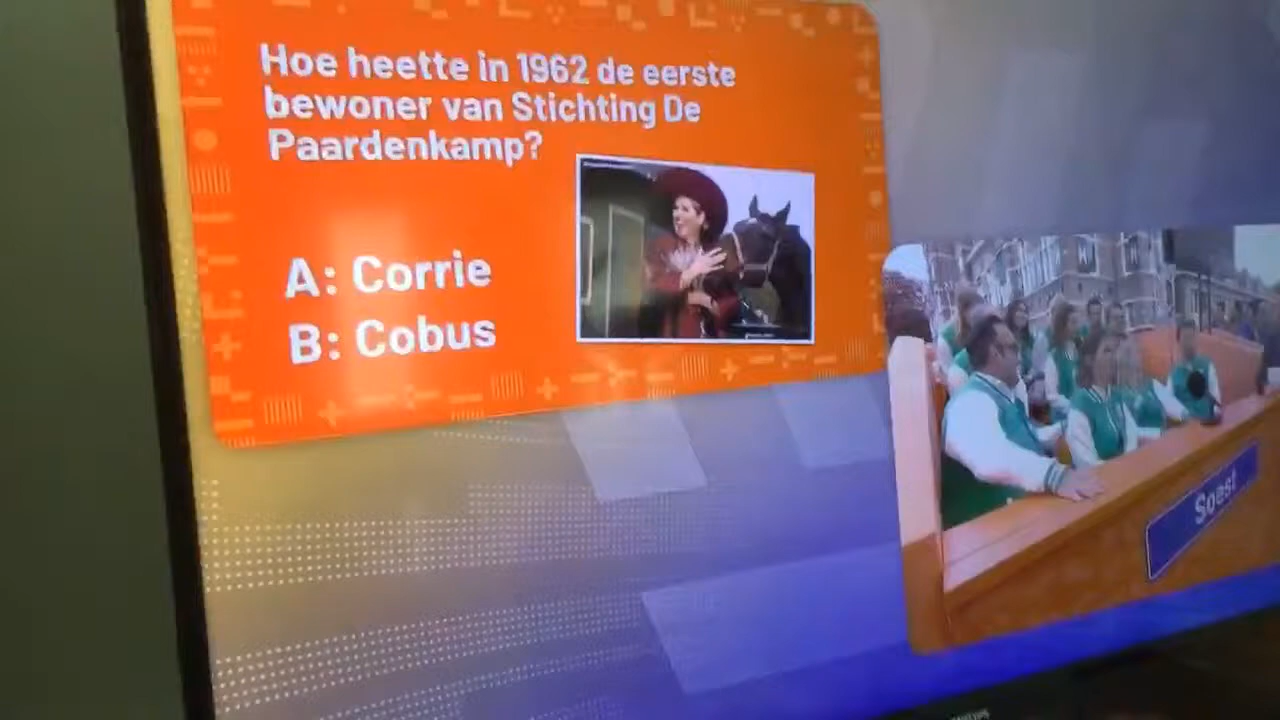 Hoe heette in 1962 de eerste
bewoner van Stichting De
Paardenkamp?
A: Corrie
B: Cobus
Soest